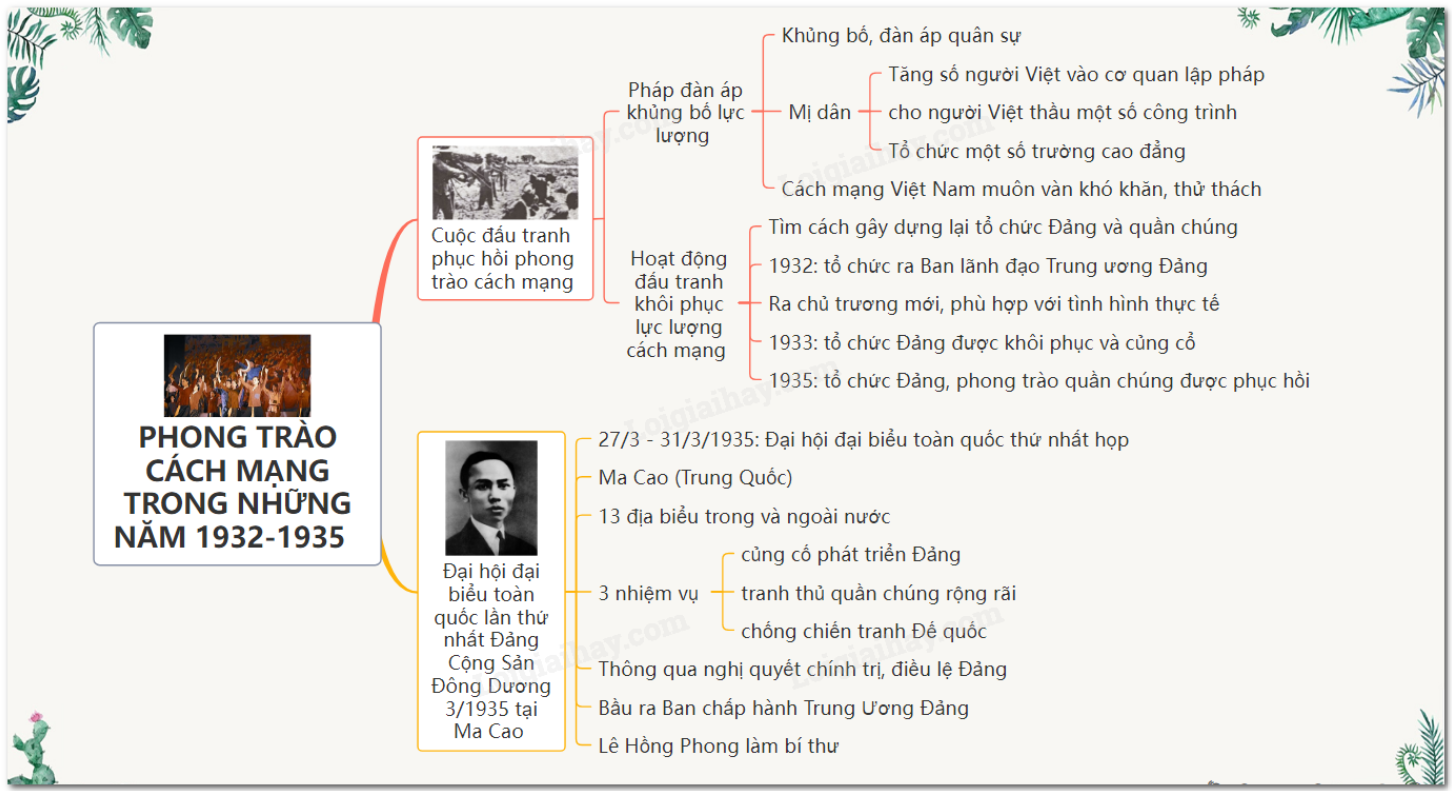 PHONG TRÀO
CÁCH MẠNG
TRONG NHỮNG
NĂM 1932-1935
Cuộc đấu tranh
phục hồi phong
trào cách mạng
Pháp đàn áp
khủng bố lực
lượng
Khủng bố, đàn áp quân sự
Mị dân
Tăng số người Việt vào cơ quan lập pháp
cho người Việt thầu một số công trình
Tổ chức một số trường cao đẳng
Cách mạng Việt Nam muôn vàn khó khăn, thử thách
Hoạt động
đấu tranh
khôi phục
lực lượng
cách mạng
Tìm cách gây dựng lại tổ chức Đảng và quần chúng
1932: tổ chức ra Ban lãnh đạo Trung ương Đảng
Ra chủ trương mới, phù hợp với tình hình thực tế
1933: tổ chức Đảng được khôi phục và củng cổ
1935: tổ chức Đảng, phong trào quần chúng được phục hồi
Đại hội đại
biểu toàn
quốc lần thứ
nhất Đảng
Cộng Sản
Đông Dương
3/1935 tại
Ma Cao
27/3 - 31/3/1935: Đại hội đại biểu toàn quốc thứ nhất họp
Ma Cao (Trung Quốc)
13 địa biểu trong và ngoài nước
3 nhiệm vụ
củng cố phát triển Đảng
tranh thủ quần chúng rộng rãi
chống chiến tranh Đế quốc
Thông qua nghị quyết chính trị, điều lệ Đảng
Bầu ra Ban chấp hành Trung Ương Đảng
Lê Hồng Phong làm bí thư
Loigiaihay.com
Loigiaihay.com
Loigiaihay.com
Loigiaihay.com
Loigiaihay.com